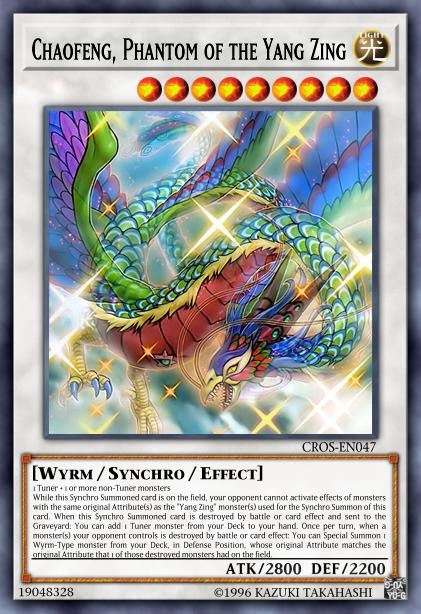 CHAOFENG, PHANTOM OF THE YANG ZING
LIGHT
光
CROS-EN047
[WYRM / SYNCHRO / EFFECT]
1 Tuner + 1 or more non-Tuner monsters
While this Synchro Summoned card is on the field, your opponent cannot activate effects of monsters
with the same original Attribute(s) as the "Yang Zing" monster(s) used for the Synchro Summon of this
card. When this Synchro Summoned card is destroyed by battle or card effect and sent to the
Graveyard: You can add 1 Tuner monster from your Deck to your hand. Once per turn, when a
monster(s) your opponent controls is destroyed by battle or card effect: You can Special Summon 1
Wyrm-Type monster from your Deck, in Defense Position, whose original Attribute matches the
original Attribute that 1 of those destroyed monsters had on the field.
ATK/2800 DEF/2200
19048328
©1996 KAZUKI TAKAHASHI